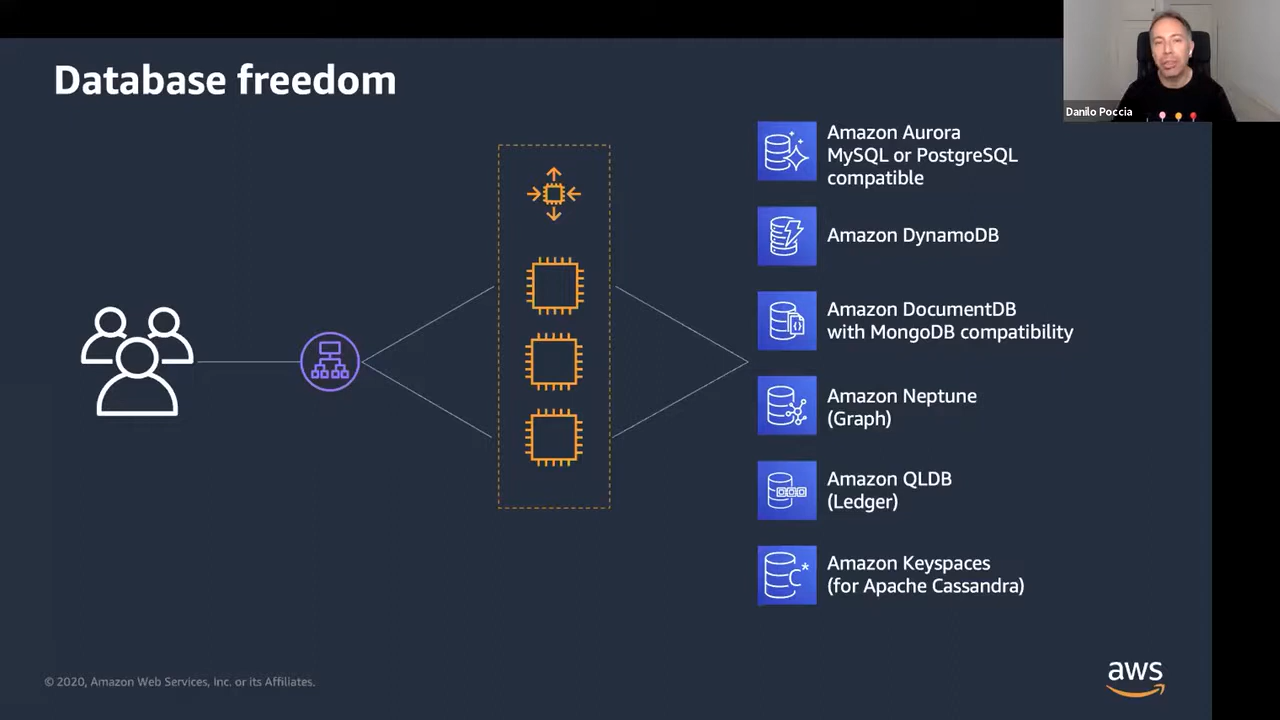 Database freedom
Danilo Poccia
Amazon Aurora
MySQL or PostgreSQL
compatible
Amazon DynamoDB
Amazon DocumentDB
with MongoDB compatibility
Amazon Neptune
(Graph)
Amazon QLDB
(Ledger)
C*
Amazon Keyspaces
(for Apache Cassandra)
© 2020, Amazon Web Services, Inc. or its Affiliates.
aws